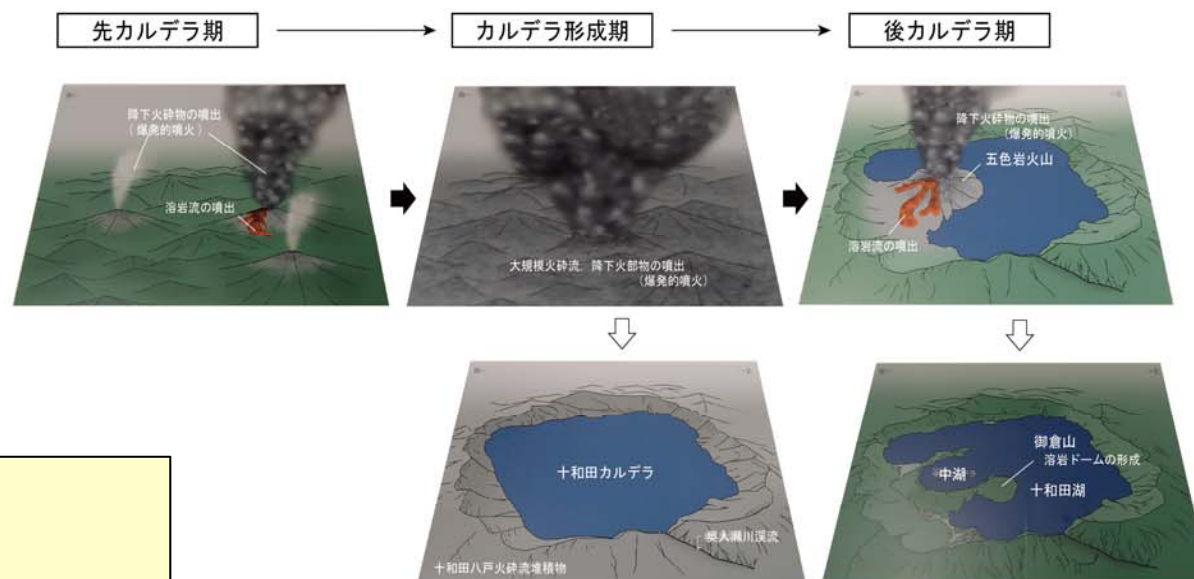 先カルデラ期
カルデラ形成期
後カルデラ期
降下火砕物の噴出
(爆発的噴火)
溶岩流の噴出
大規模火砕流、降下火部物の噴出
(爆発的噴火)
降下火砕物の噴出
(爆発的噴火)
五色岩火山
溶岩流の噴出
十和田カルデラ
奥入瀬川渓流
十和田八戸火砕流堆積物
御倉山
溶岩ドームの形成
中湖
十和田湖